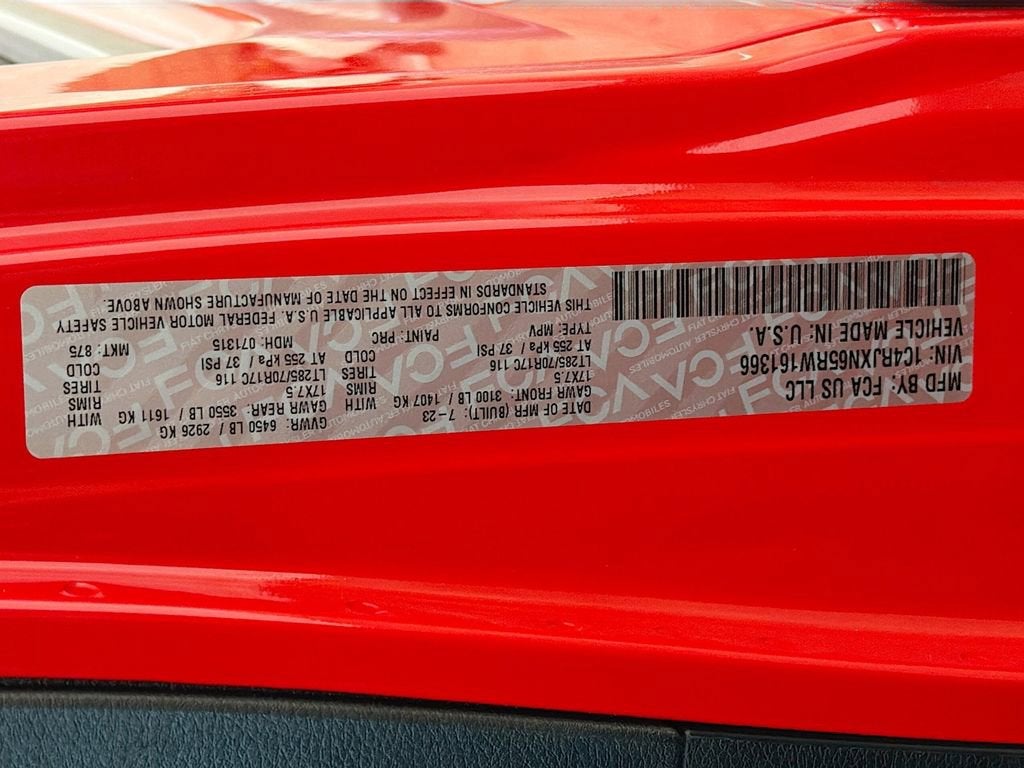 MFD BY: FCA US LLC
VIN: 1C4RJXN65RW161366
VEHICLE MADE IN: U.S.A.
DATE OF MFR (BUILT): 7-23
GAWR FRONT: 3100 LB / 1407 KG
17X7.5
LT285/70R17C 116
AT 255 kPa / 37 PSI
TYPE: MPV
WITH
RIMS
TIRES
COLD
PAINT: PRC
GVWR: 6450 LB / 2926 KG
GAWR REAR: 3550 LB / 1611 KG
17X7.5
LT285/70R17C 116
AT 255 kPa / 37 PSI
MDH: 071315
WITH
RIMS
TIRES
COLD
MKT: 875
THIS VEHICLE CONFORMS TO ALL APPLICABLE U.S.A. FEDERAL MOTOR VEHICLE SAFETY
STANDARDS IN EFFECT ON THE DATE OF MANUFACTURE SHOWN ABOVE.
FCA
FIAT CHRYSLER AUTOMOBILES